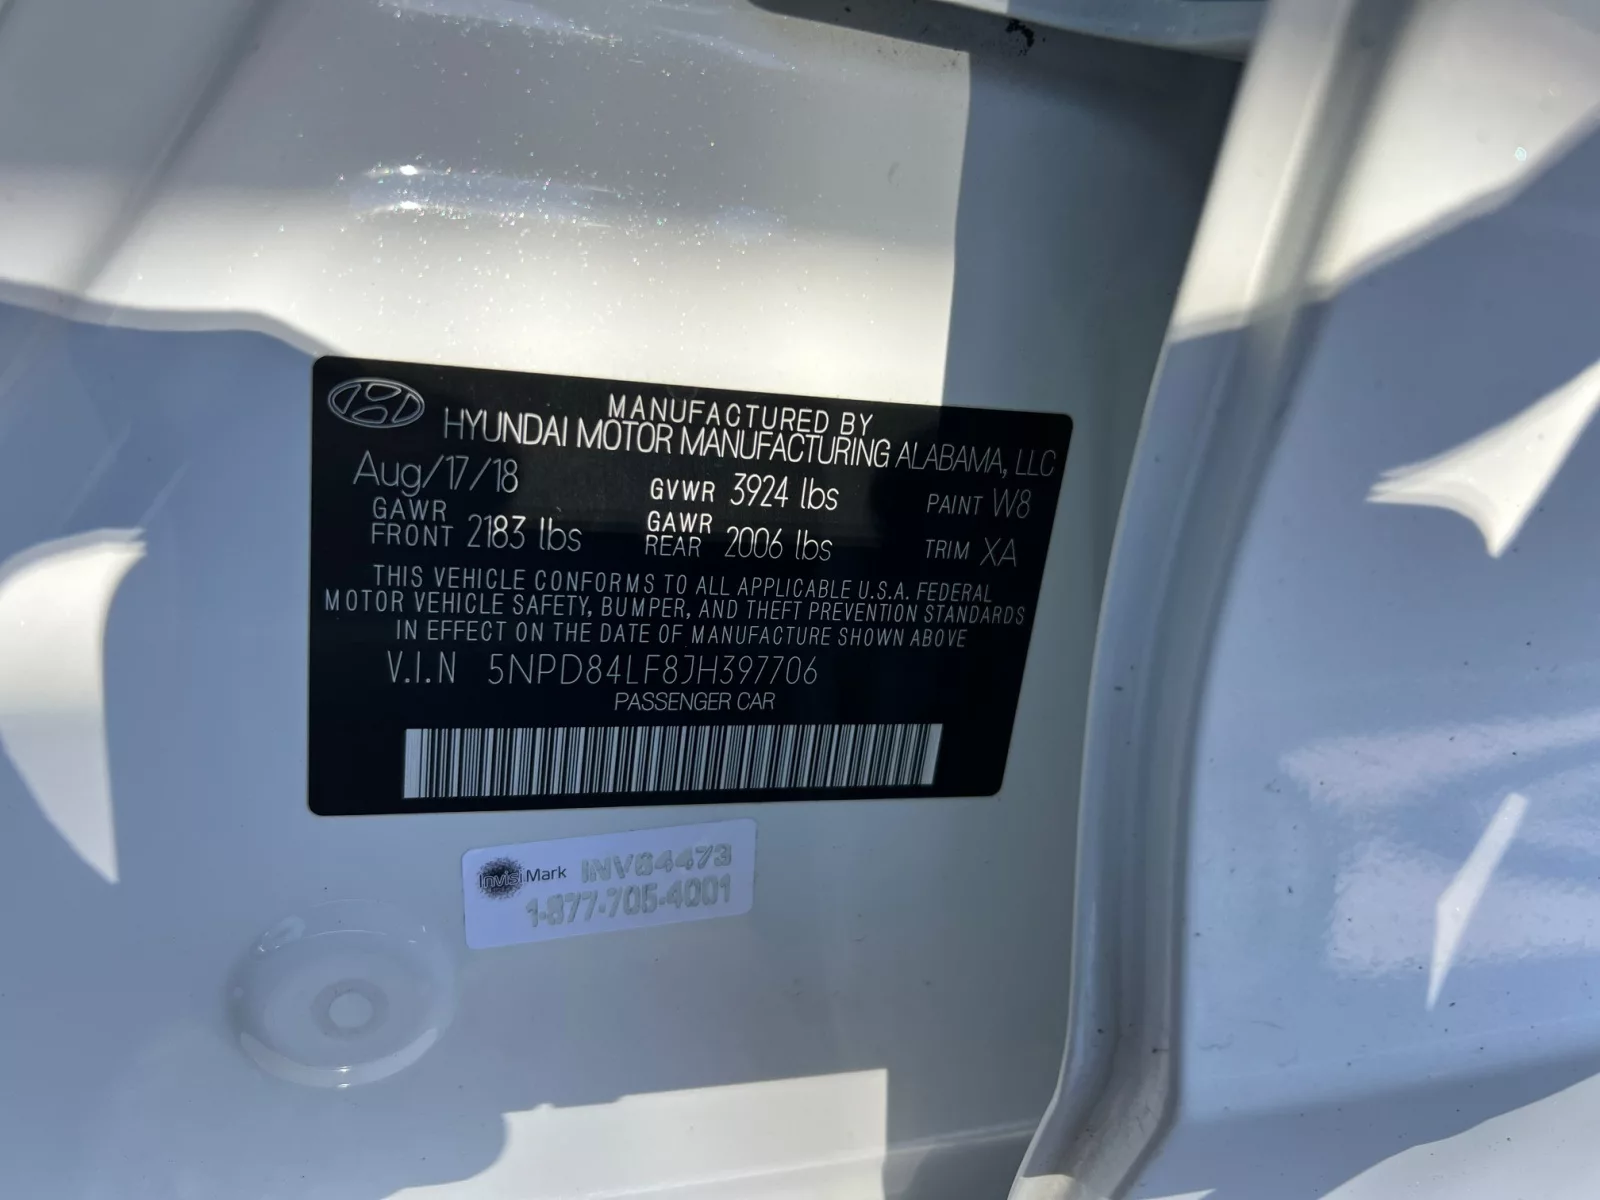 MANUFACTURED BY
HYUNDAI MOTOR MANUFACTURING ALABAMA, LLC
Aug/17/18 GVWR 3924 lbs PAINT W8
GAWR FRONT 2183 lbs GAWR REAR 2006 lbs TRIM XA
THIS VEHICLE CONFORMS TO ALL APPLICABLE U.S.A. FEDERAL
MOTOR VEHICLE SAFETY, BUMPER, AND THEFT PREVENTION STANDARDS
IN EFFECT ON THE DATE OF MANUFACTURE SHOWN ABOVE
V.I.N 5NPD84LF8JH397706
PASSENGER CAR
InvisiMark INV84473
1-877-705-4001